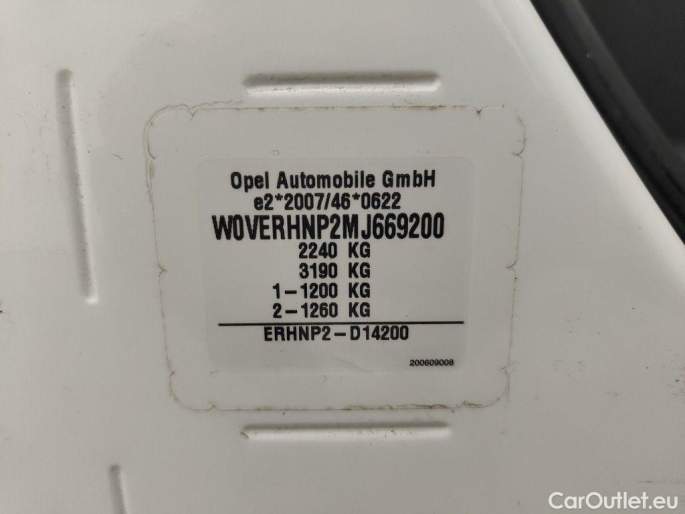 Opel Automobile GmbH
e2*2007/46*0622
W0VERHNP2MJ669200
2240 KG
3190 KG
1-1200 KG
2-1260 KG
ERHNP2-D14200
200609008
CarOutlet.eu